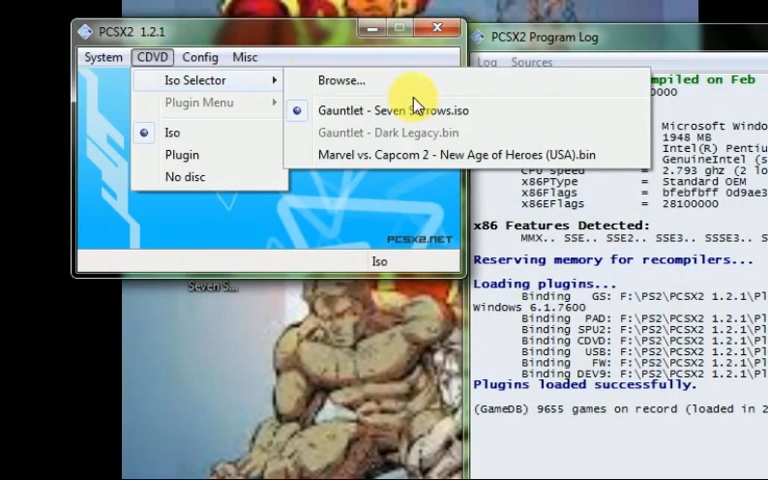 PCSX2 1.2.1
System CDVD Config Misc
Iso Selector
Plugin Menu
Iso
Plugin
No disc
Browse...
Gauntlet - Seven Sorrows.iso
Gauntlet - Dark Legacy.bin
Marvel vs. Capcom 2 - New Age of Heroes (USA).bin
PCSX2.NET
Iso
Seven S...
PCSX2 Program Log
Log Sources
mpiled on Feb
0000
Microsoft Windo
= 1948 MB
Intel(R) Pentiu
GenuineIntel (s
CPU speed = 2.793 ghz (2 lo
x86PType = Standard OEM
x86Flags = bfebfbff 0d9ae3
x86EFlags = 28100000
x86 Features Detected:
MMX.. SSE.. SSE2.. SSE3.. SSSE3.. S
Reserving memory for recompilers...
Loading plugins...
Binding GS: F:\PS2\PCSX2 1.2.1\Pl
Windows 6.1.7600
Binding PAD: F:\PS2\PCSX2 1.2.1\Pl
Binding SPU2: F:\PS2\PCSX2 1.2.1\Pl
Binding CDVD: F:\PS2\PCSX2 1.2.1\Pl
Binding USB: F:\PS2\PCSX2 1.2.1\Pl
Binding FW: F:\PS2\PCSX2 1.2.1\Pl
Binding DEV9: F:\PS2\PCSX2 1.2.1\Pl
Plugins loaded successfully.
(GameDB) 9655 games on record (loaded in 2